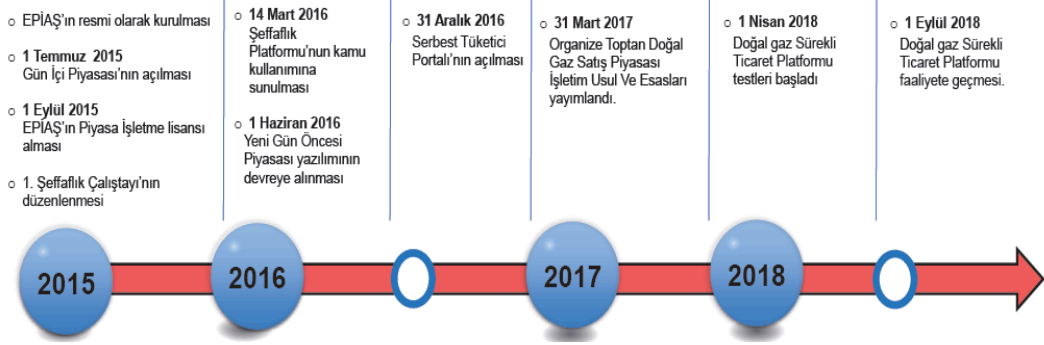 ○ EPİAŞ’ın resmi olarak kurulması
○ 1 Temmuz 2015
Gün İçi Piyasası’nın açılması
○ 1 Eylül 2015
EPİAŞ’ın Piyasa İşletme lisansı
alması
○ 1. Şeffaflık Çalıştayı’nın
düzenlenmesi
○ 14 Mart 2016
Şeffaflık
Platformu’nun kamu
kullanımına
sunulması
○ 1 Haziran 2016
Yeni Gün Öncesi
Piyasası yazılımının
devreye alınması
○ 31 Aralık 2016
Serbest Tüketici
Portalı’nın açılması
○ 31 Mart 2017
Organize Toptan Doğal
Gaz Satış Piyasası
İşletim Usul Ve Esasları
yayımlandı.
○ 1 Nisan 2018
Doğal gaz Sürekli
Ticaret Platformu
testleri başladı
○ 1 Eylül 2018
Doğal gaz Sürekli
Ticaret Platformu
faaliyete geçmesi.
2015
2016
2017
2018